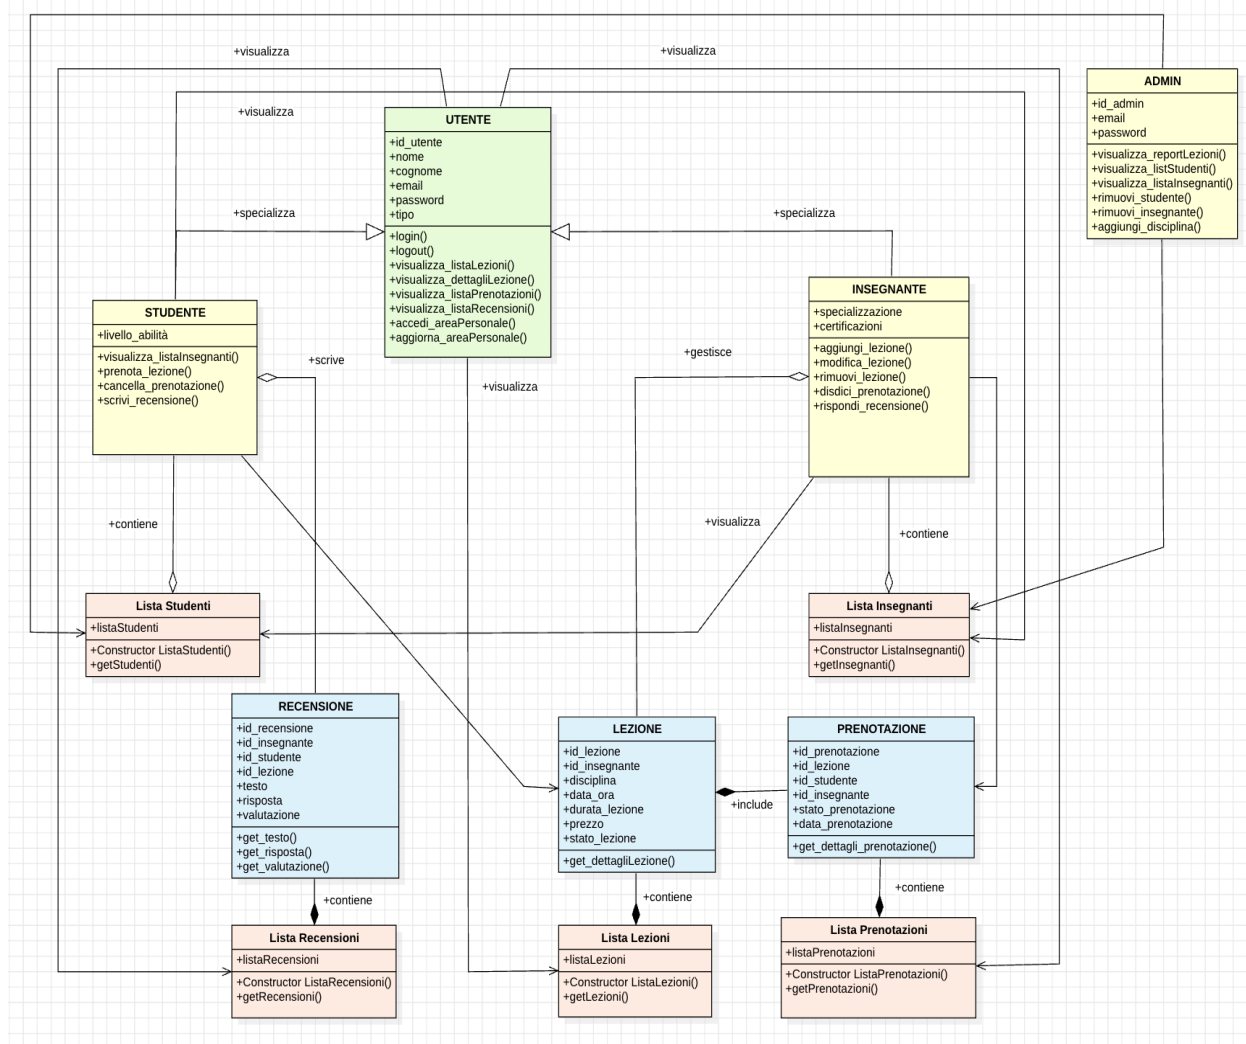 +visualizza
+visualizza
+visualizza
ADMIN
+id_admin
+email
+password
+visualizza_reportLezioni()
+visualizza_listStudenti()
+visualizza_listaInsegnanti()
+rimuovi_studente()
+rimuovi_insegnante()
+aggiungi_disciplina()
UTENTE
+id_utente
+nome
+cognome
+email
+password
+tipo
+login()
+logout()
+visualizza_listaLezioni()
+visualizza_dettagliLezione()
+visualizza_listaPrenotazioni()
+visualizza_listaRecensioni()
+accedi_areaPersonale()
+aggiorna_areaPersonale()
+specializza
+specializza
STUDENTE
+livello_abilità
+visualizza_listaInsegnanti()
+prenota_lezione()
+cancella_prenotazione()
+scrivi_recensione()
+scrive
+visualizza
+gestisce
INSEGNANTE
+specializzazione
+certificazioni
+aggiungi_lezione()
+modifica_lezione()
+rimuovi_lezione()
+disdici_prenotazione()
+rispondi_recensione()
+contiene
+visualizza
+contiene
Lista Studenti
+listaStudenti
+Constructor ListaStudenti()
+getStudenti()
Lista Insegnanti
+listaInsegnanti
+Constructor ListaInsegnanti()
+getInsegnanti()
RECENSIONE
+id_recensione
+id_insegnante
+id_studente
+id_lezione
+testo
+risposta
+valutazione
+get_testo()
+get_risposta()
+get_valutazione()
LEZIONE
+id_lezione
+id_insegnante
+disciplina
+data_ora
+durata_lezione
+prezzo
+stato_lezione
+get_dettagliLezione()
+include
PRENOTAZIONE
+id_prenotazione
+id_lezione
+id_studente
+id_insegnante
+stato_prenotazione
+data_prenotazione
+get_dettagli_prenotazione()
+contiene
+contiene
+contiene
Lista Recensioni
+listaRecensioni
+Constructor ListaRecensioni()
+getRecensioni()
Lista Lezioni
+listaLezioni
+Constructor ListaLezioni()
+getLezioni()
Lista Prenotazioni
+listaPrenotazioni
+Constructor ListaPrenotazioni()
+getPrenotazioni()